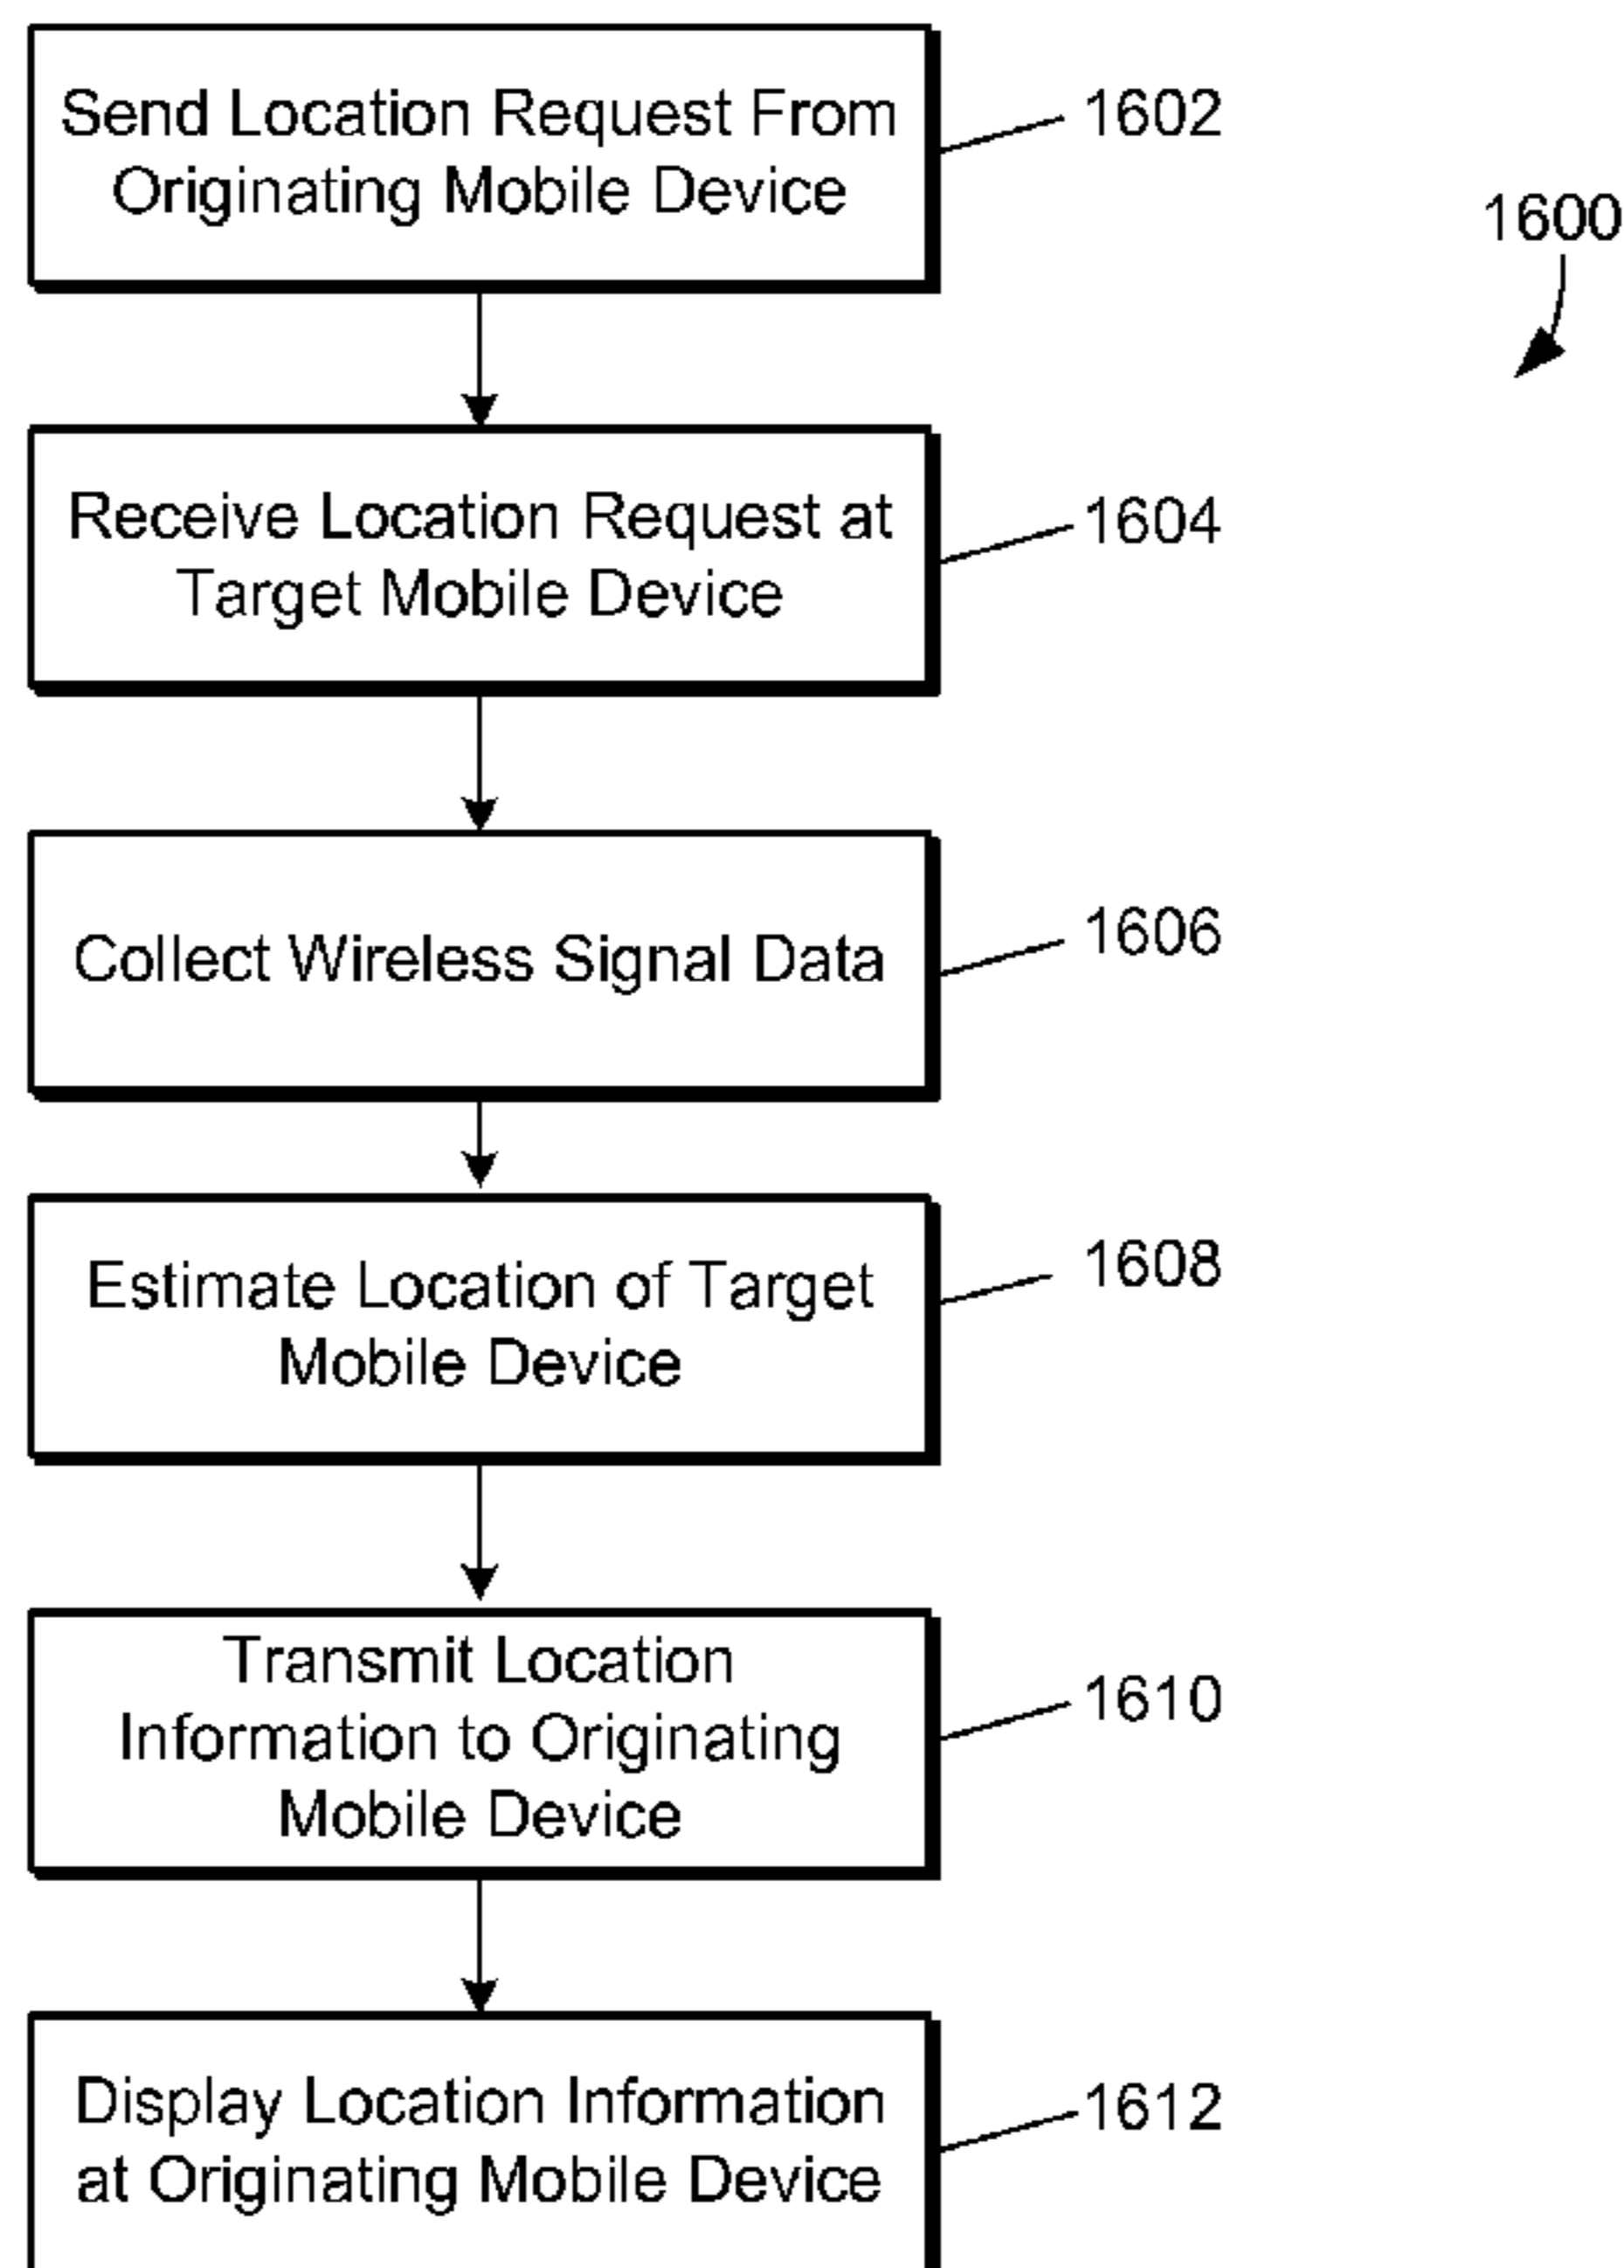 Send Location Request From
Originating Mobile Device
1602
1600
Receive Location Request at
Target Mobile Device
1604
Collect Wireless Signal Data
1606
Estimate Location of Target
Mobile Device
1608
Transmit Location
Information to Originating
Mobile Device
1610
Display Location Information
at Originating Mobile Device
1612